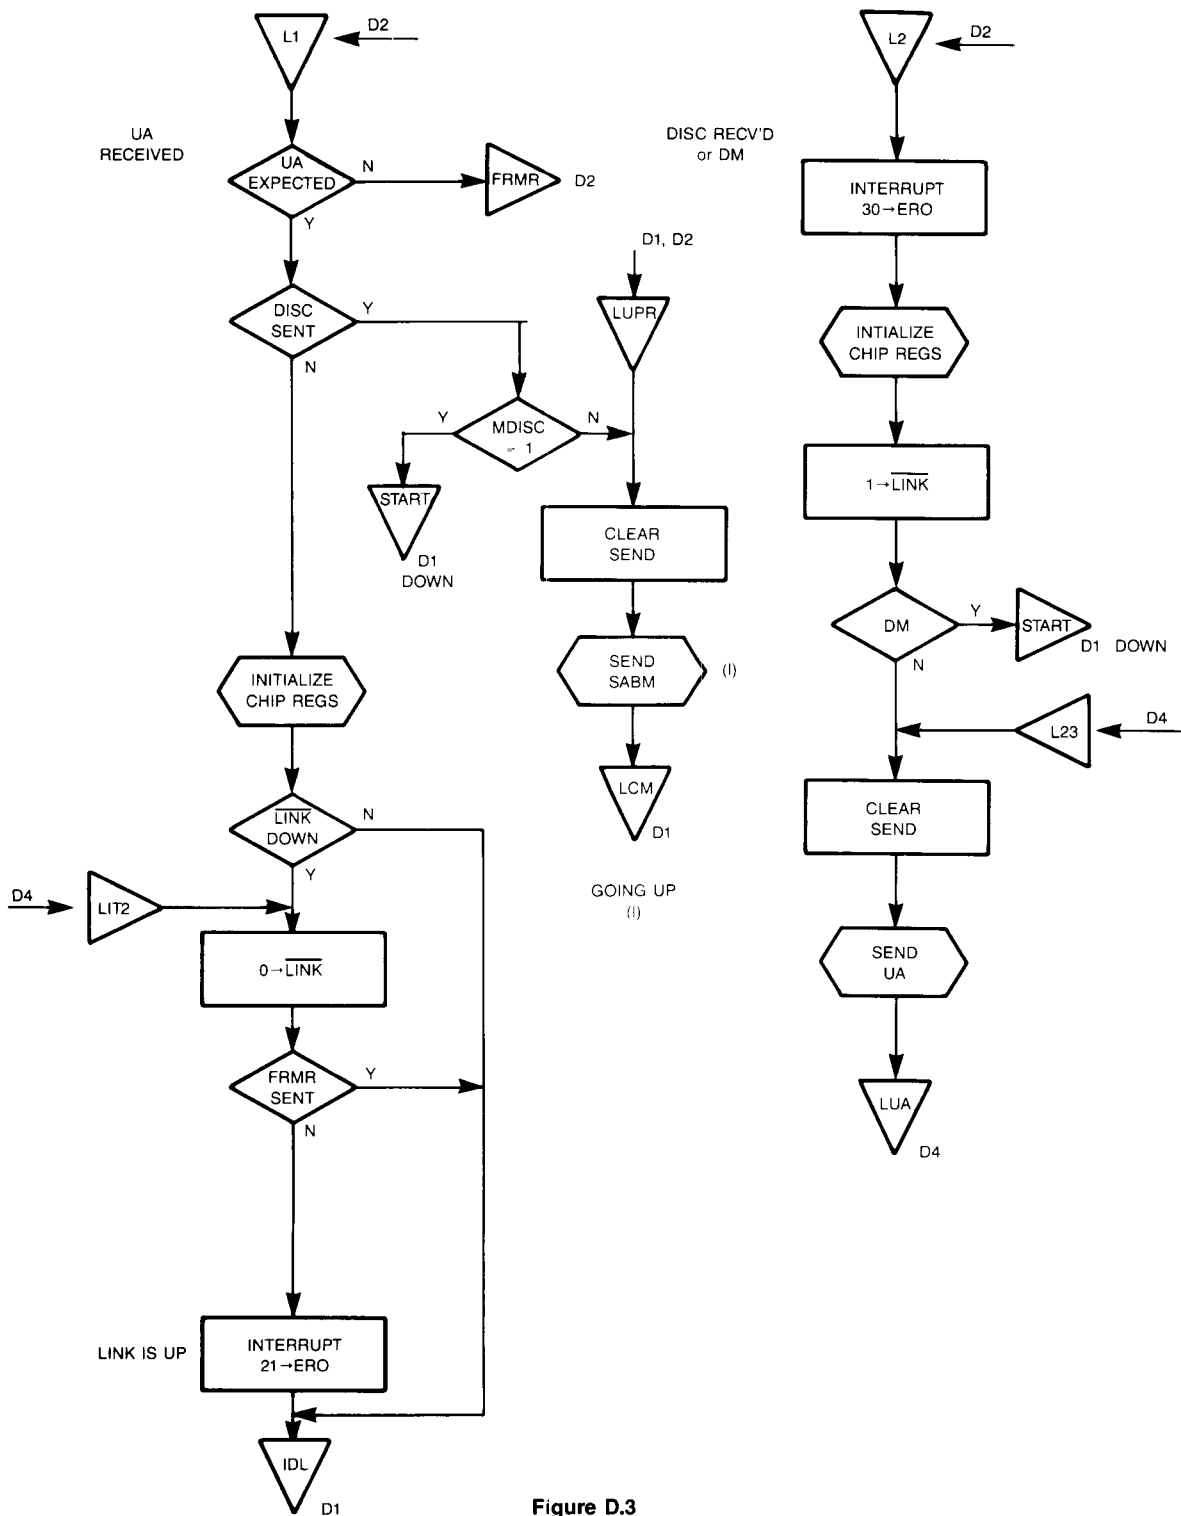 L1
D2
UA
RECEIVED
UA
EXPECTED
N
FRMR
D2
Y
DISC
SENT
Y
N
D1, D2
LUPR
MDISC
= 1
Y
N
START
D1
DOWN
CLEAR
SEND
SEND
SABM
(I)
LCM
D1
GOING UP
(I)
INITIALIZE
CHIP REGS
LINK
DOWN
N
Y
D4
LIT2
0→LINK
FRMR
SENT
Y
N
LINK IS UP
INTERRUPT
21→ERO
IDL
D1
L2
D2
DISC RECV'D
or DM
INTERRUPT
30→ERO
INTIALIZE
CHIP REGS
1→LINK
DM
Y
START
D1 DOWN
N
L23
D4
CLEAR
SEND
SEND
UA
LUA
D4
Figure D.3